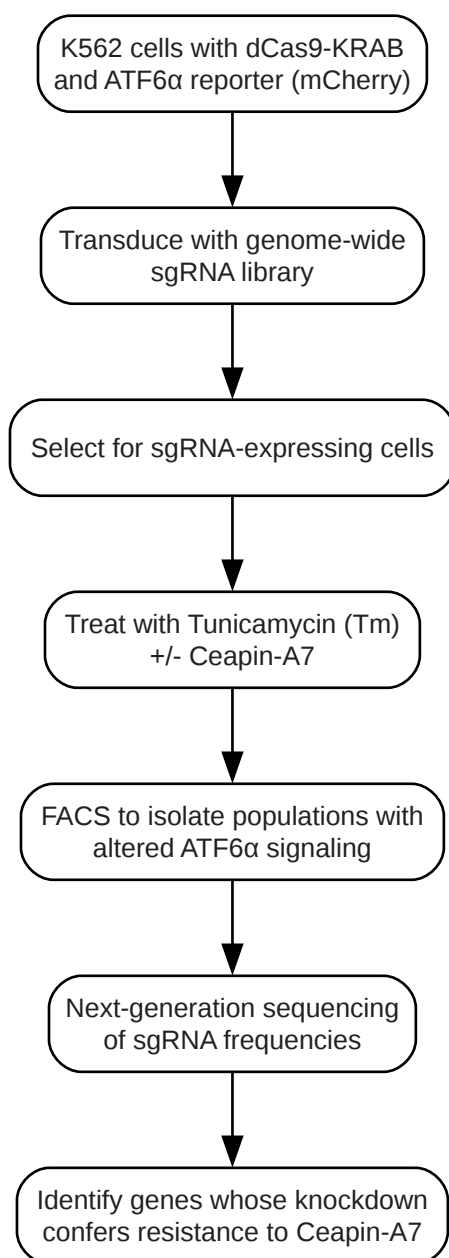 K562 cells with dCas9-KRAB
and ATF6α reporter (mCherry)
Transduce with genome-wide
sgRNA library
Select for sgRNA-expressing cells
Treat with Tunicamycin (Tm)
+/- Ceapin-A7
FACS to isolate populations with
altered ATF6α signaling
Next-generation sequencing
of sgRNA frequencies
Identify genes whose knockdown
confers resistance to Ceapin-A7